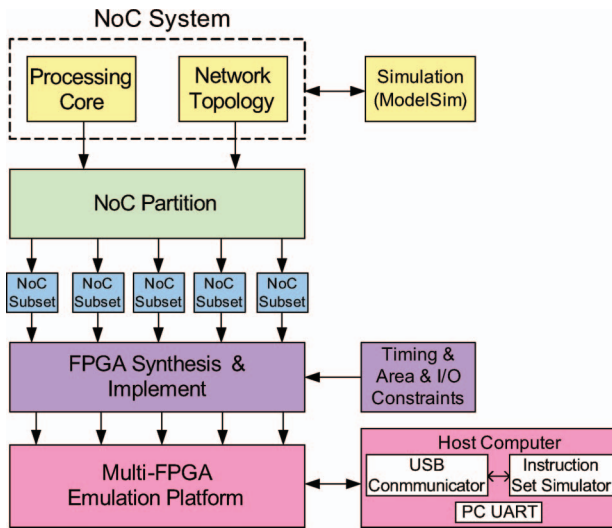 NoC System
Processing
Core
Network
Topology
Simulation
(ModelSim)
NoC Partition
NoC
Subset
NoC
Subset
NoC
Subset
NoC
Subset
NoC
Subset
FPGA Synthesis &
Implement
Timing &
Area & I/O
Constraints
Multi-FPGA
Emulation Platform
Host Computer
USB
Conmmunicator
Instruction
Set Simulator
PC UART